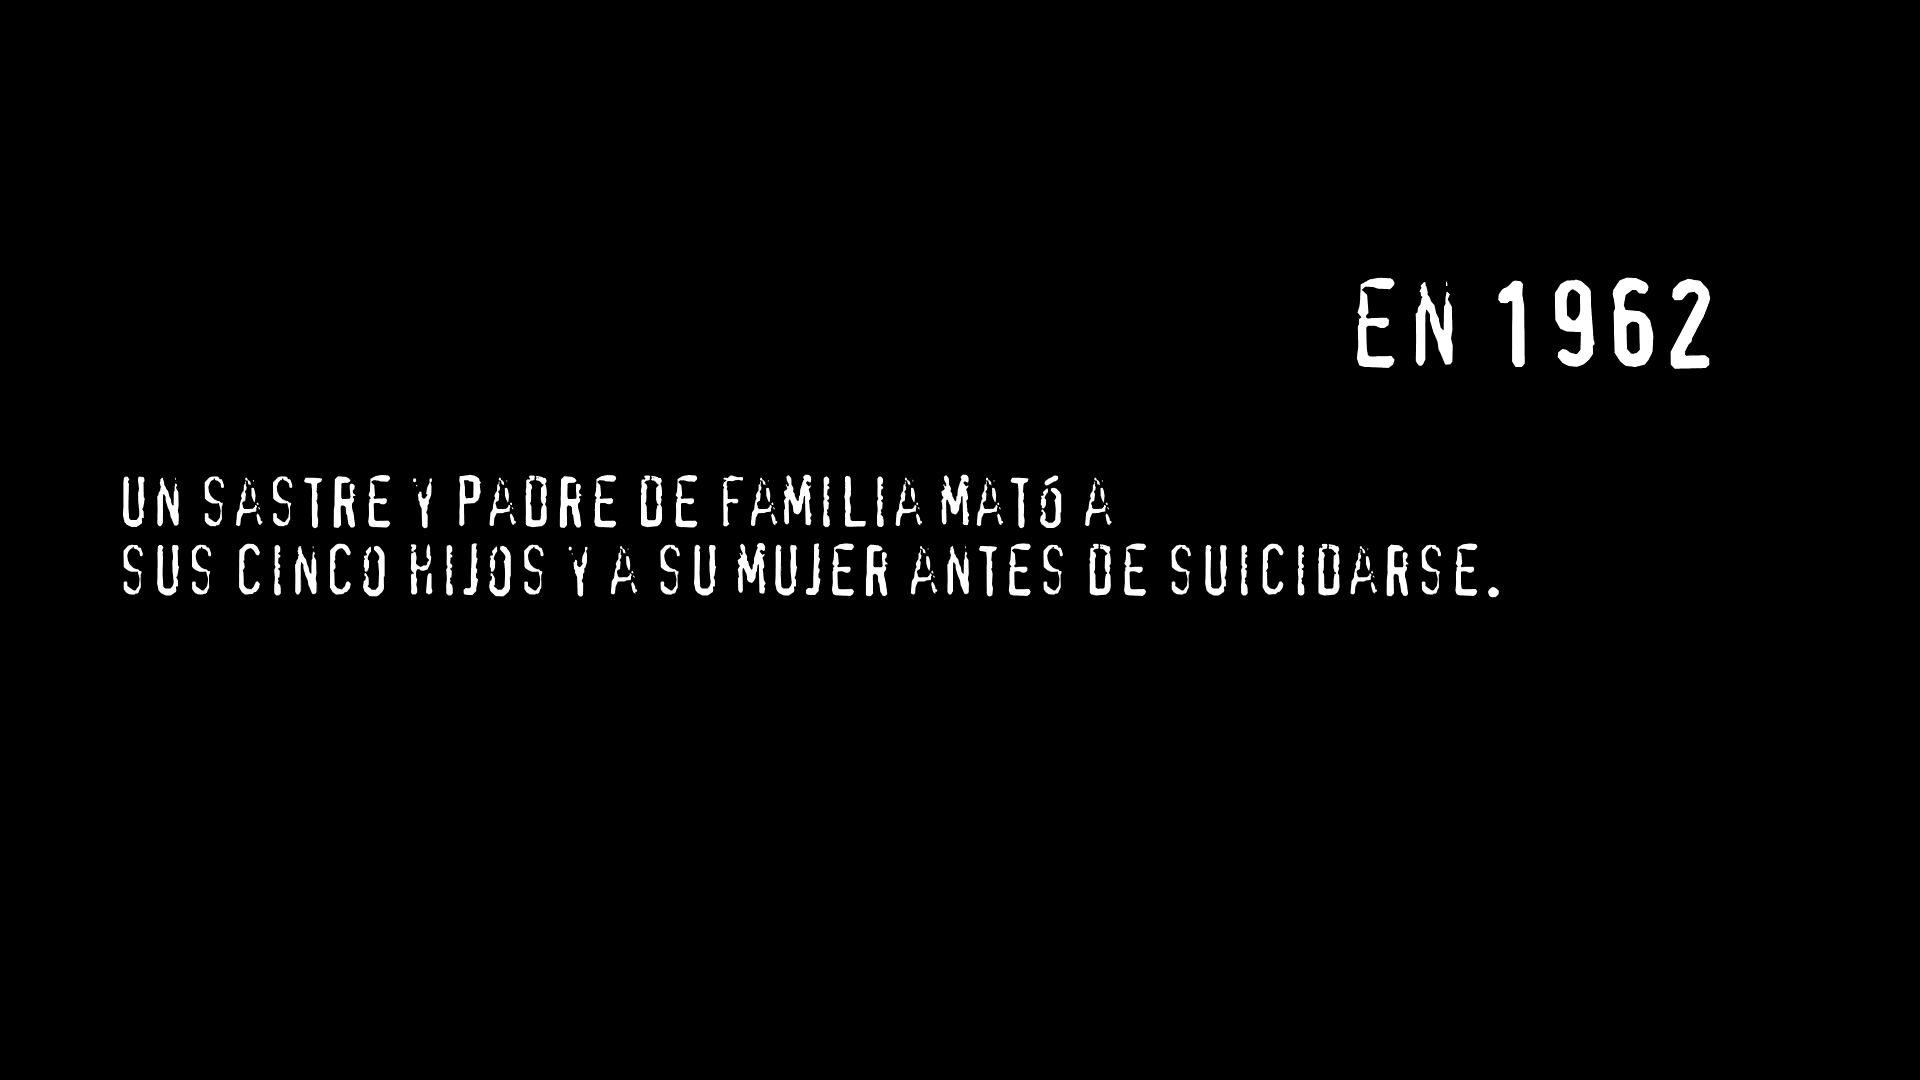 EN 1962
UN SASTRE Y PADRE DE FAMILIA MATÓ A
SUS CINCO HIJOS Y A SU MUJER ANTES DE SUICIDARSE.